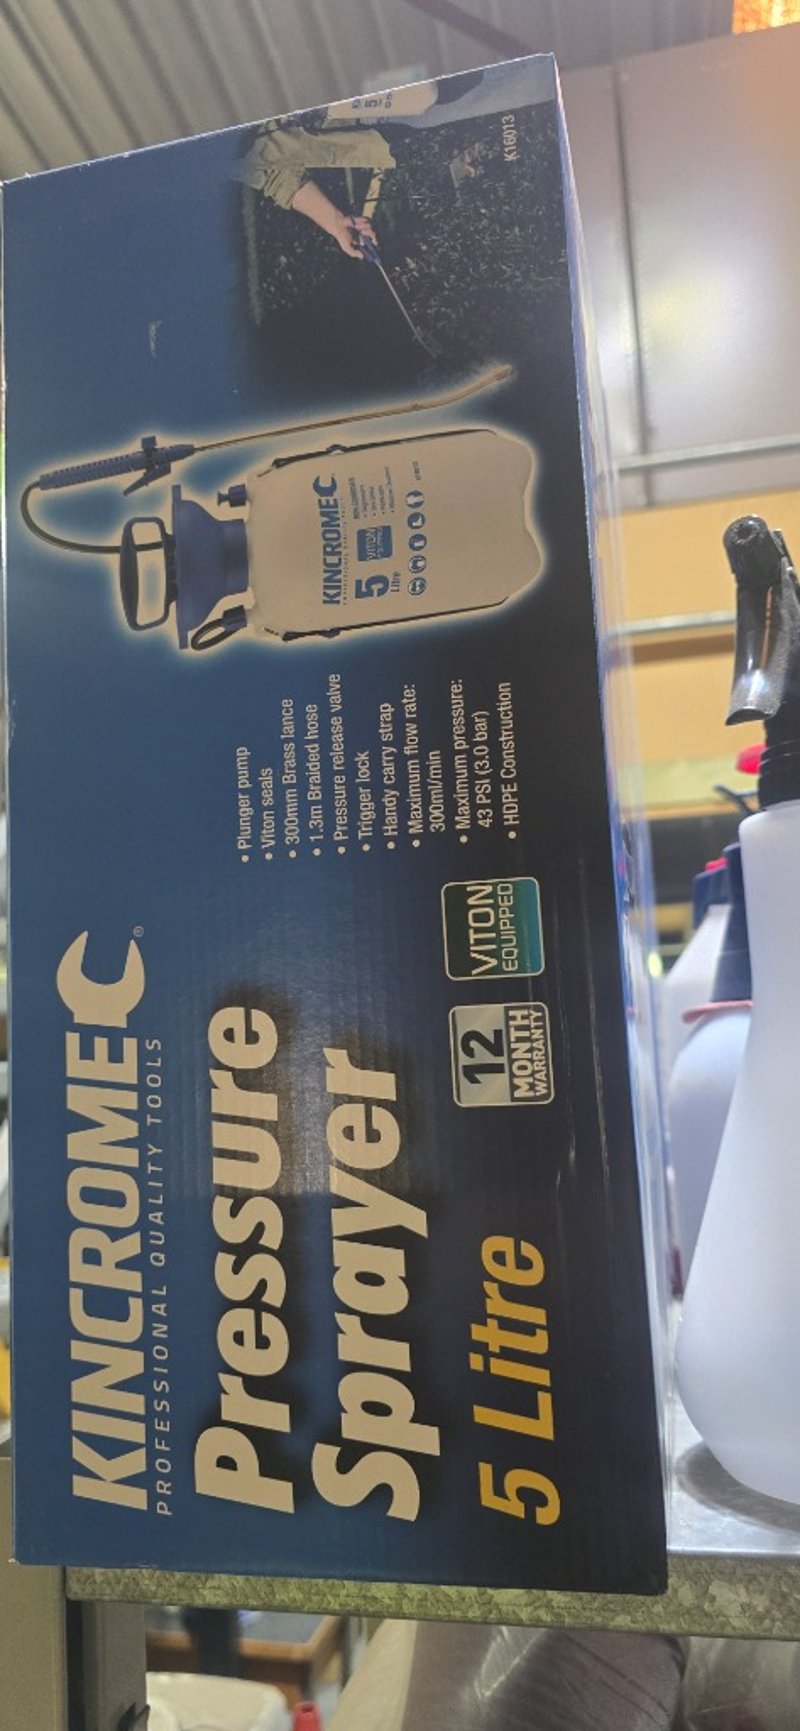 KINCROME®
PROFESSIONAL QUALITY TOOLS
Pressure
Sprayer
5 Litre
12
MONTH
WARRANTY
VITON
EQUIPPED
• Plunger pump
• Viton seals
• 300mm Brass lance
• 1.3m Braided hose
• Pressure release valve
• Trigger lock
• Handy carry strap
• Maximum flow rate:
300ml/min
• Maximum pressure:
43 PSI (3.0 bar)
• HDPE Construction
KINCROME
5
Litre
VITON
K16013